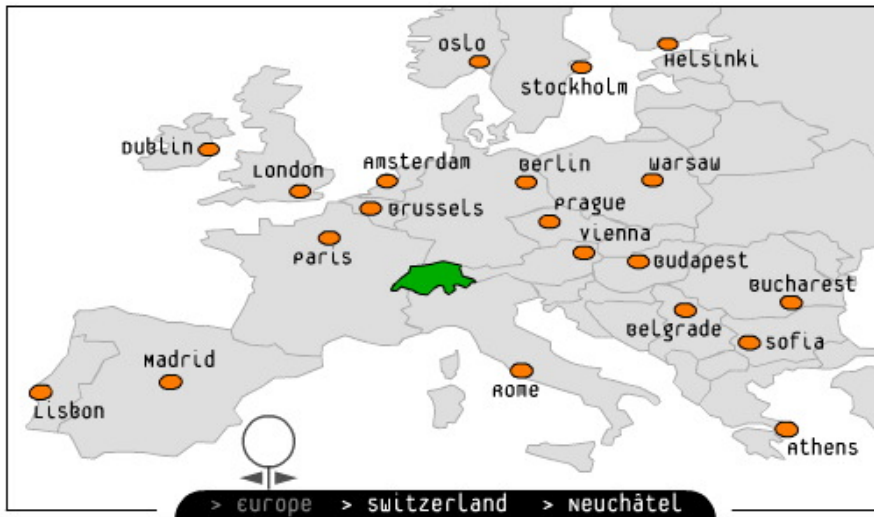 Oslo
Helsinki
Stockholm
Dublin
London
Amsterdam
Berlin
Warsaw
Brussels
Prague
Vienna
Paris
Budapest
Bucharest
Belgrade
Sofia
Madrid
Rome
Lisbon
Athens
> Europe > Switzerland > Neuchâtel